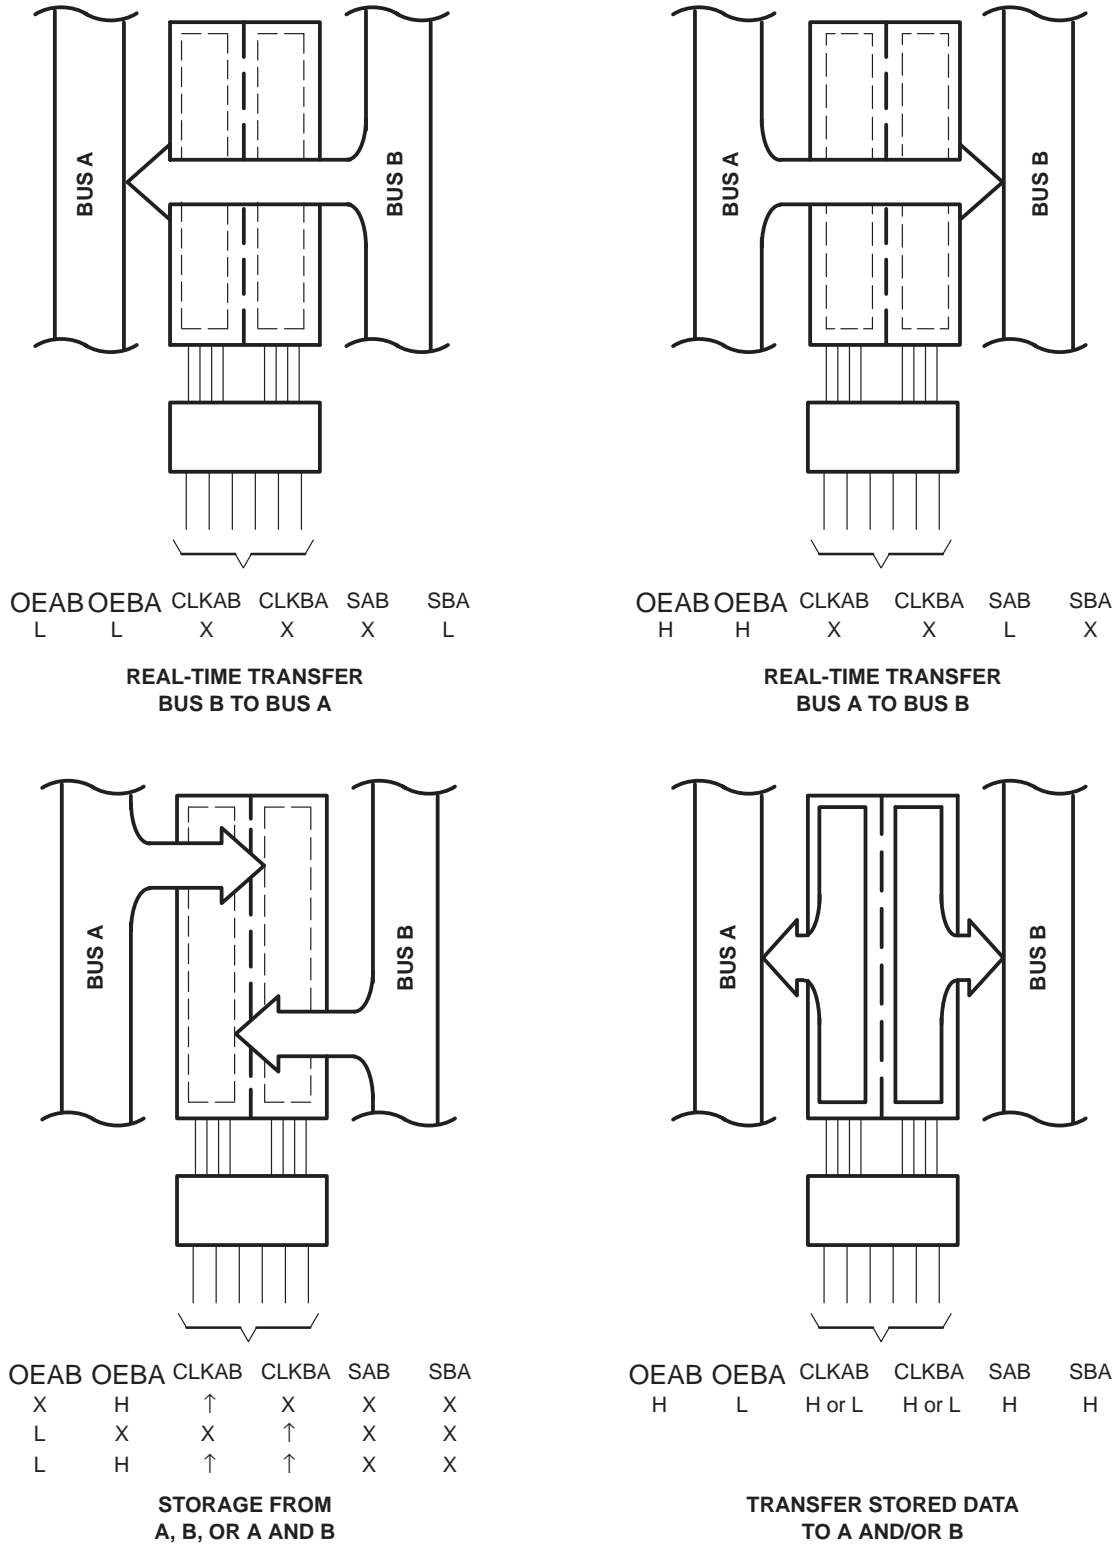 BUS A
BUS B
OEAB OEBA CLKAB CLKBA SAB SBA
L L X X X L
REAL-TIME TRANSFER
BUS B TO BUS A
BUS A
BUS B
OEAB OEBA CLKAB CLKBA SAB SBA
H H X X L X
REAL-TIME TRANSFER
BUS A TO BUS B
BUS A
BUS B
OEAB OEBA CLKAB CLKBA SAB SBA
X H ↑ X X X
L X X ↑ X X
L H ↑ ↑ X X
STORAGE FROM
A, B, OR A AND B
BUS A
BUS B
OEAB OEBA CLKAB CLKBA SAB SBA
H L H or L H or L H H
TRANSFER STORED DATA
TO A AND/OR B